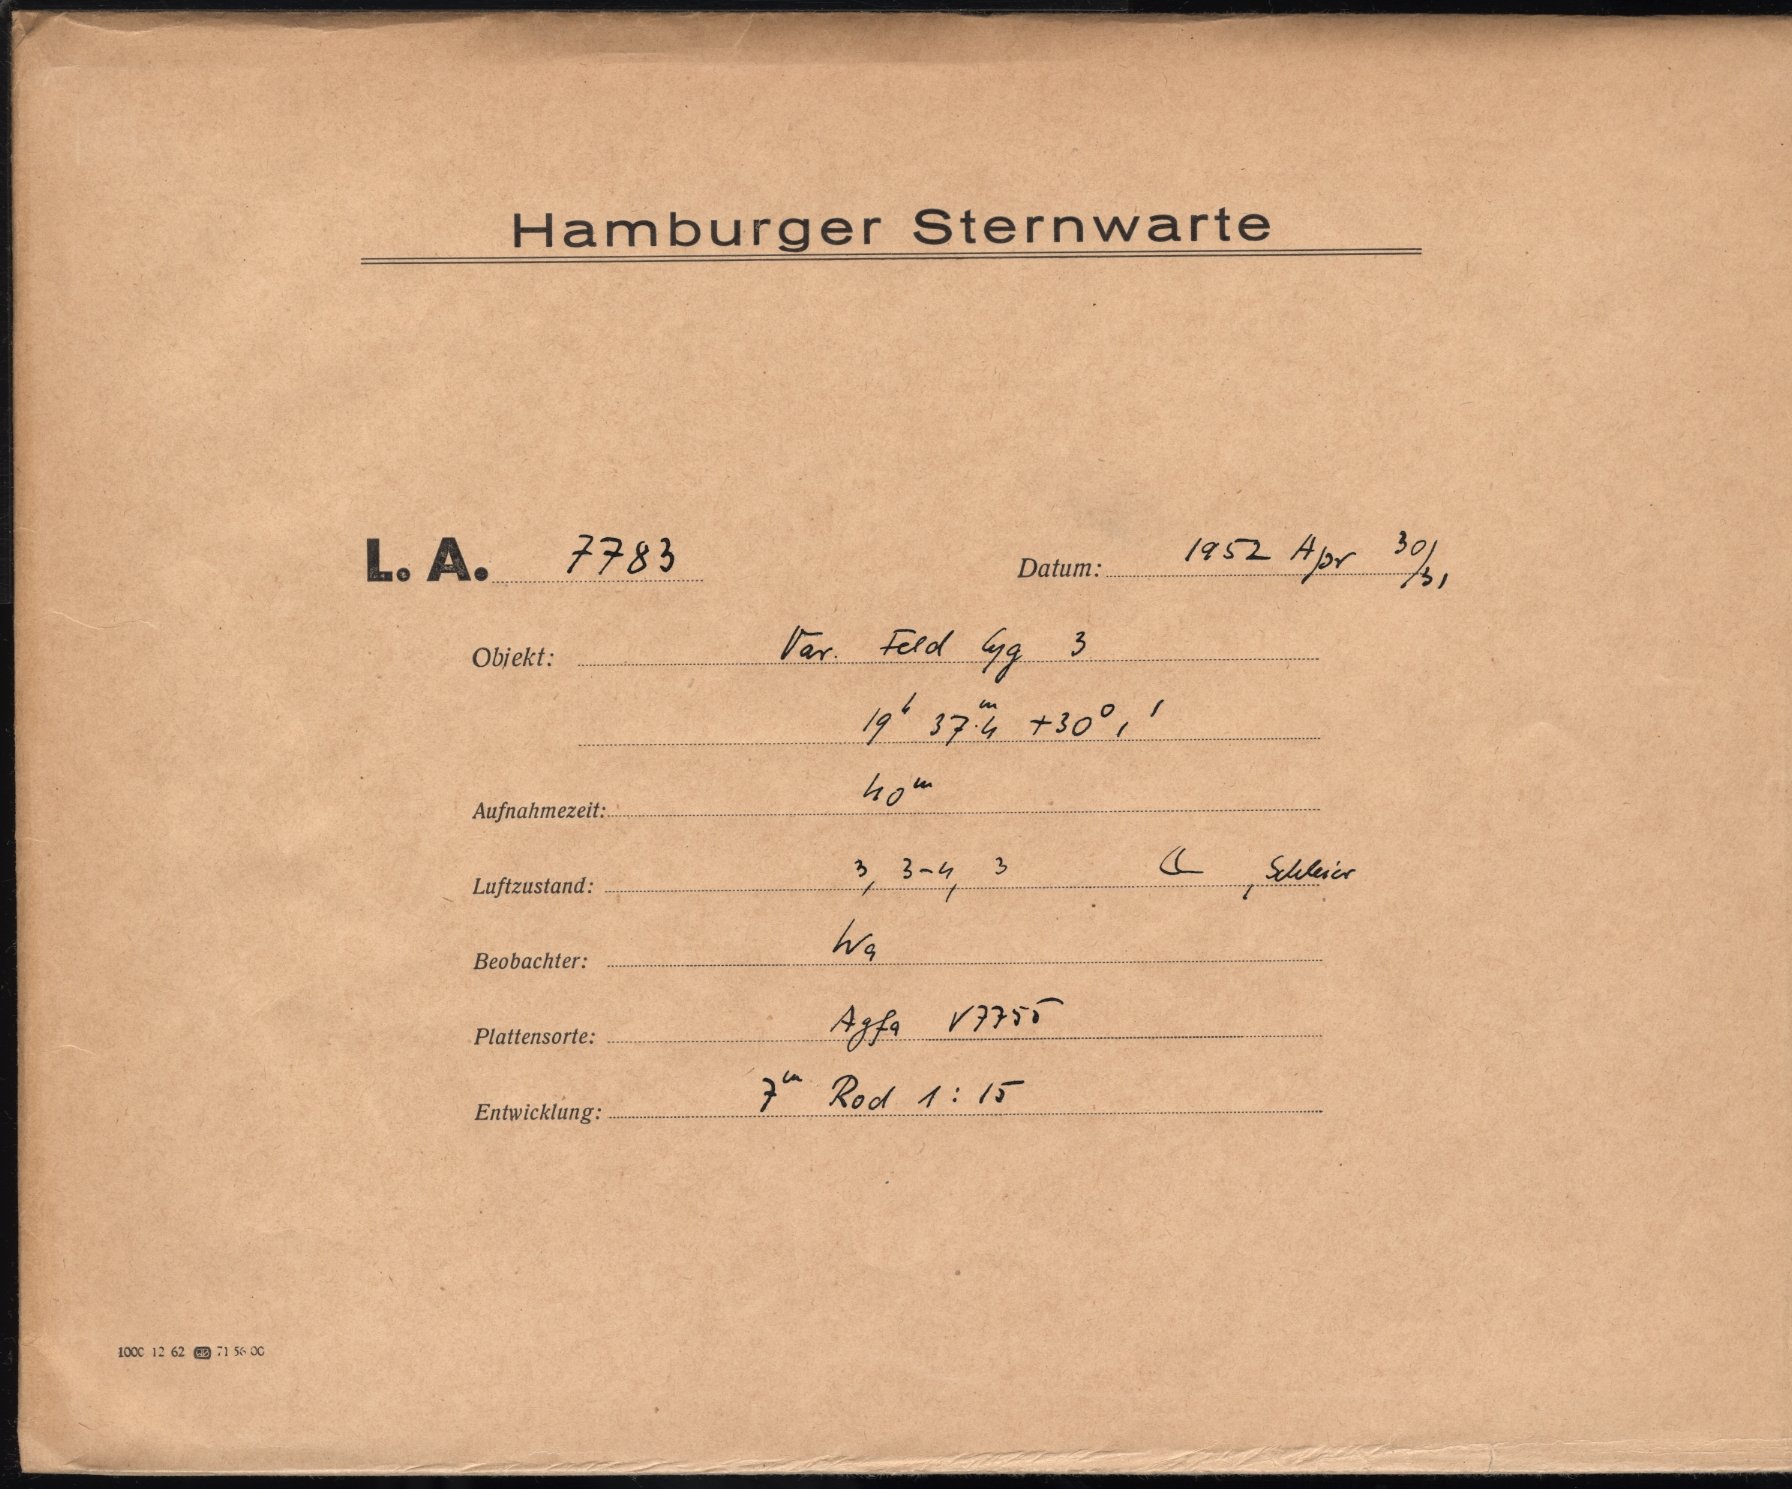 Hamburger Sternwarte
L. A. 7783 Datum: 1952 Apr 30/31
Objekt: Var. Feld Cyg 3
19ʰ 37ᵐ.4 +30° 1'
Aufnahmezeit: 40ᵐ
Luftzustand: 3, 3-4, 3 ☾, Schleier
Beobachter: Wa
Plattensorte: Agfa V7755
Entwicklung: 7ᵐ Rod 1:15
1000 12 62 71 56 00